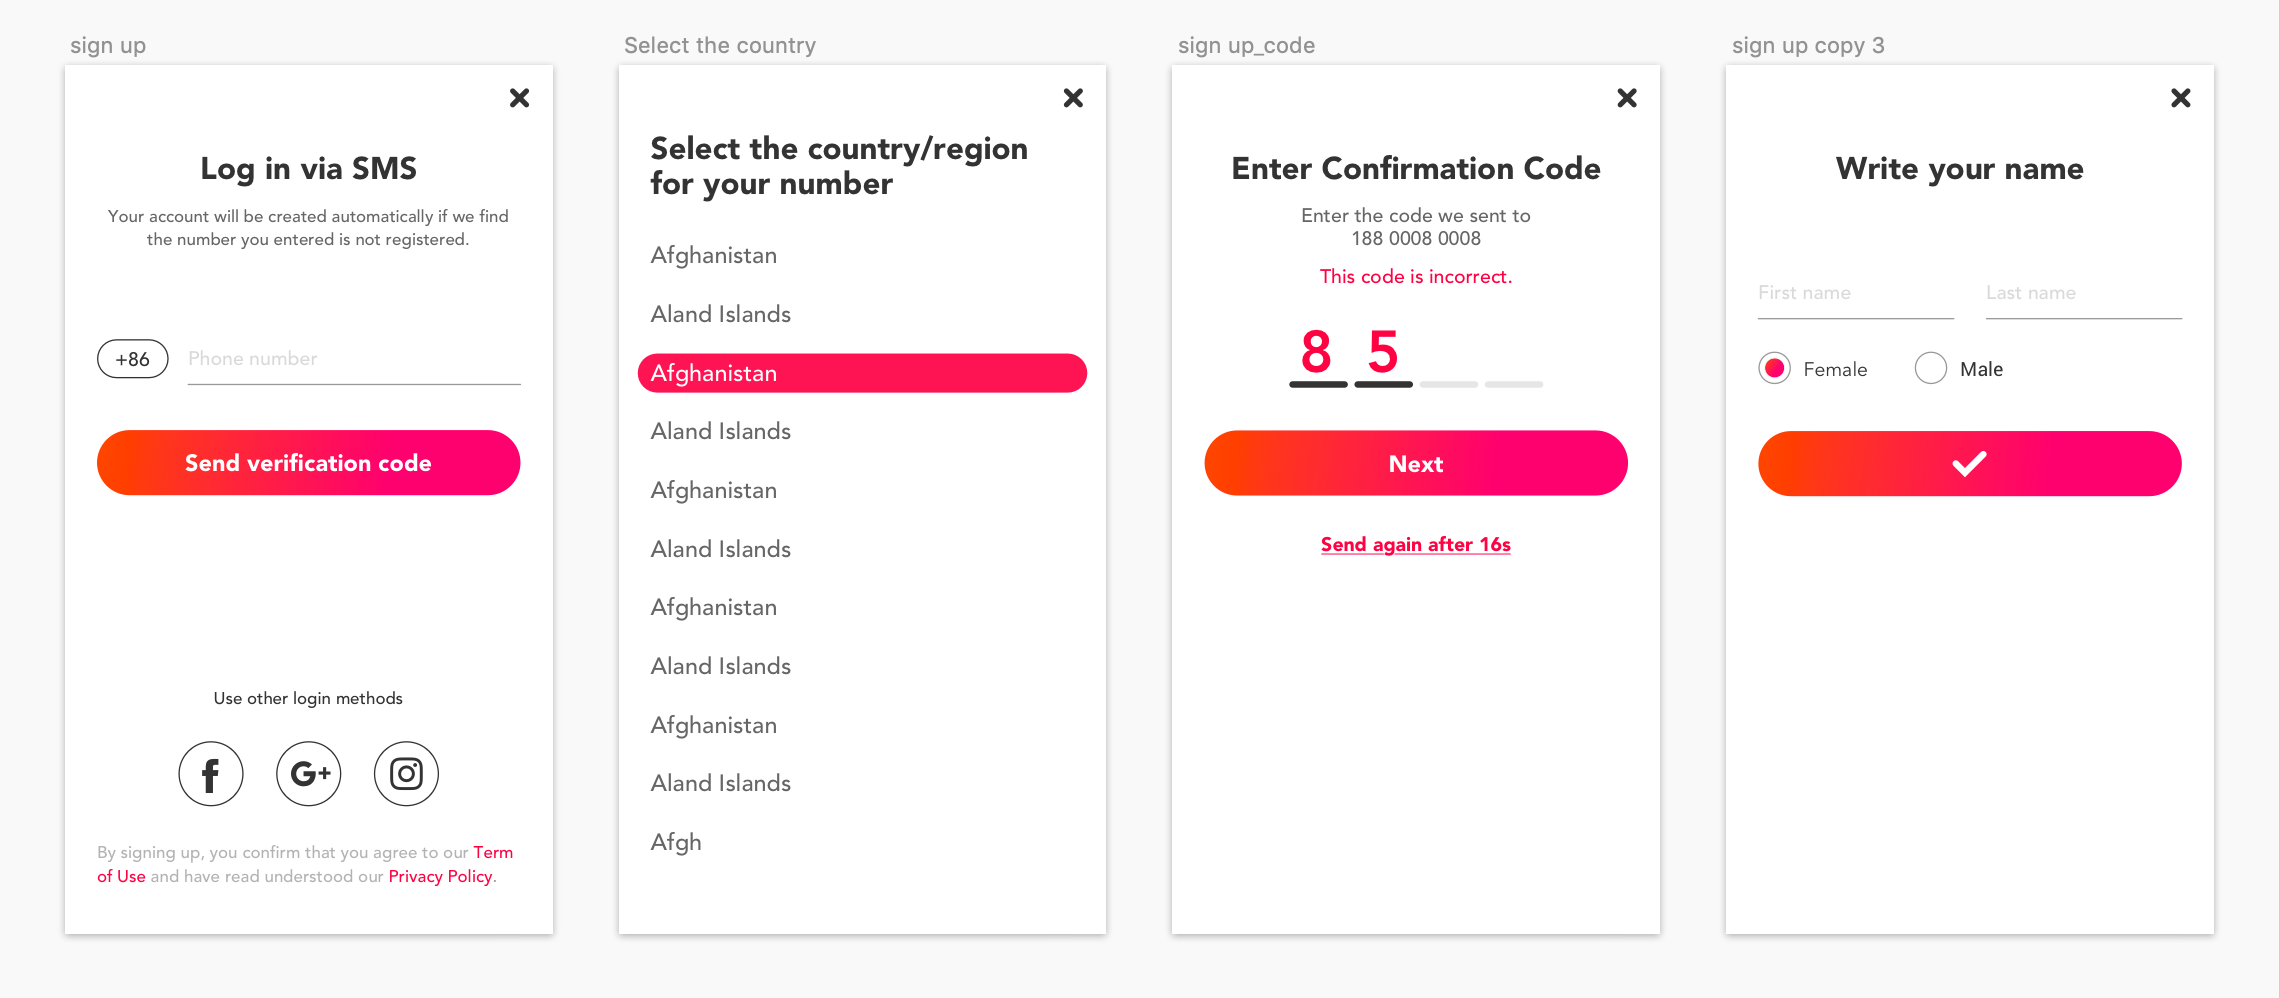 sign up
Log in via SMS
Your account will be created automatically if we find
the number you entered is not registered.
+86
Phone number
Send verification code
Use other login methods
G+
By signing up, you confirm that you agree to our Term
of Use and have read understood our Privacy Policy.
Select the country
Select the country/region
for your number
Afghanistan
Aland Islands
Afghanistan
Aland Islands
Afghanistan
Aland Islands
Afghanistan
Aland Islands
Afghanistan
Aland Islands
Afgh
sign up_code
Enter Confirmation Code
Enter the code we sent to
188 0008 0008
This code is incorrect.
8 5
Next
Send again after 16s
sign up copy 3
Write your name
First name
Last name
Female
Male